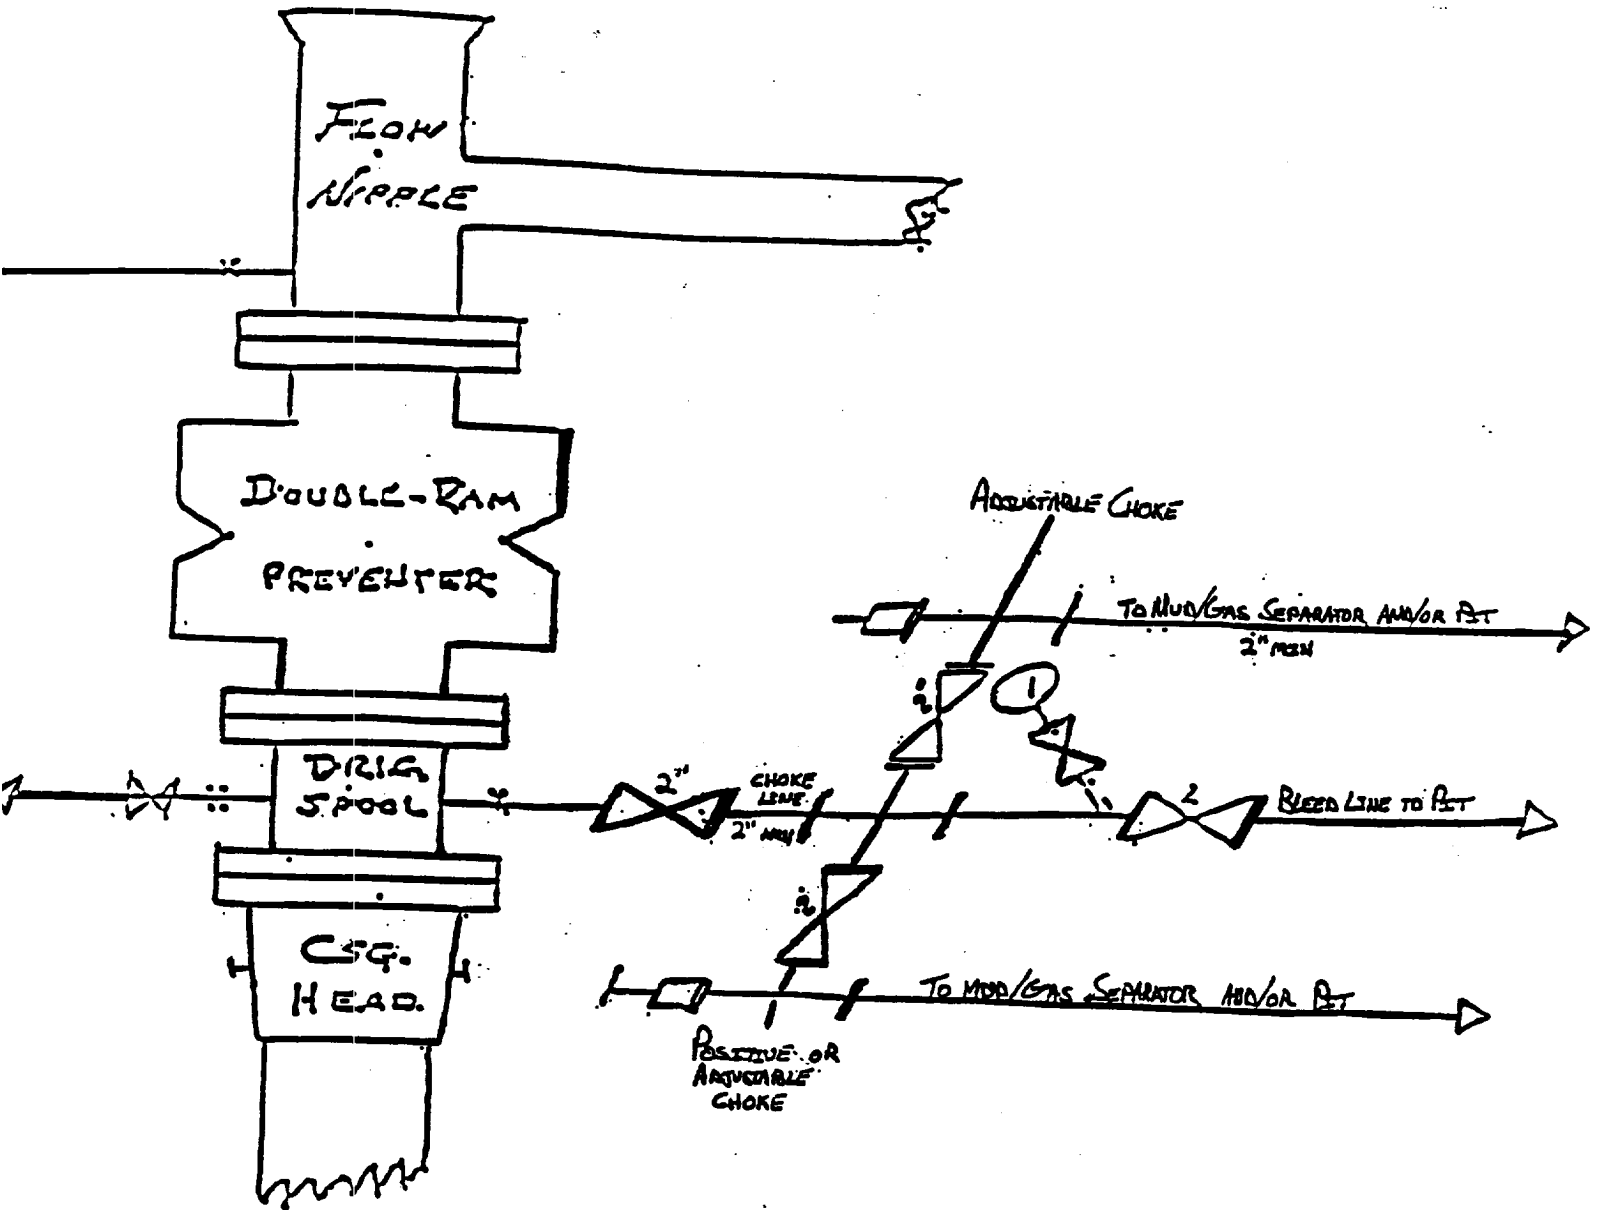 FLOW
NIPPLE
DOUBLE-RAM
PREVENTER
ADJUSTABLE CHOKE
TO MUD/GAS SEPARATOR AND/OR PIT
2" MIN
2
1
DRLG
SPOOL
2"
CHOKE
LINE
2" MIN
2
BLEED LINE TO PIT
2
CSG.
HEAD.
TO MUD/GAS SEPARATOR AND/OR PIT
POSITIVE OR
ADJUSTABLE
CHOKE